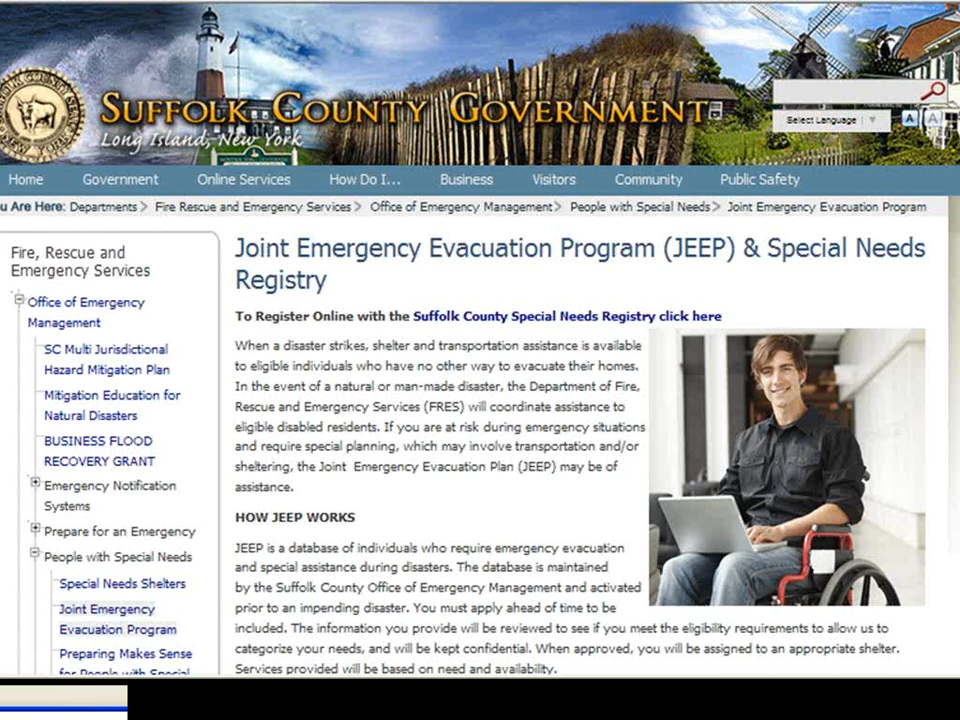 SUFFOLK COUNTY GOVERNMENT
Long Island, New York
Select Language
A
A
Home
Government
Online Services
How Do I...
Business
Visitors
Community
Public Safety
u Are Here: Departments> Fire Rescue and Emergency Services> Office of Emergency Management> People with Special Needs> Joint Emergency Evacuation Program
Fire, Rescue and
Emergency Services
Office of Emergency
Management
SC Multi Jurisdictional
Hazard Mitigation Plan
Mitigation Education for
Natural Disasters
BUSINESS FLOOD
RECOVERY GRANT
Emergency Notification
Systems
Prepare for an Emergency
People with Special Needs
Special Needs Shelters
Joint Emergency
Evacuation Program
Preparing Makes Sense
for People with Special
Joint Emergency Evacuation Program (JEEP) & Special Needs
Registry
To Register Online with the Suffolk County Special Needs Registry click here
When a disaster strikes, shelter and transportation assistance is available
to eligible individuals who have no other way to evacuate their homes.
In the event of a natural or man-made disaster, the Department of Fire,
Rescue and Emergency Services (FRES) will coordinate assistance to
eligible disabled residents. If you are at risk during emergency situations
and require special planning, which may involve transportation and/or
sheltering, the Joint Emergency Evacuation Plan (JEEP) may be of
assistance.
HOW JEEP WORKS
JEEP is a database of individuals who require emergency evacuation
and special assistance during disasters. The database is maintained
by the Suffolk County Office of Emergency Management and activated
prior to an impending disaster. You must apply ahead of time to be
included. The information you provide will be reviewed to see if you meet the eligibility requirements to allow us to
categorize your needs, and will be kept confidential. When approved, you will be assigned to an appropriate shelter.
Services provided will be based on need and availability.